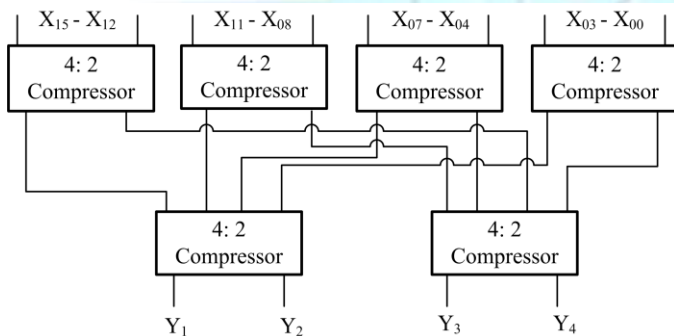 X₁₅ - X₁₂ X₁₁ - X₀₈ X₀₇ - X₀₄ X₀₃ - X₀₀
4: 2 4: 2 4: 2 4: 2
Compressor Compressor Compressor Compressor
4: 2 4: 2
Compressor Compressor
Y₁ Y₂ Y₃ Y₄